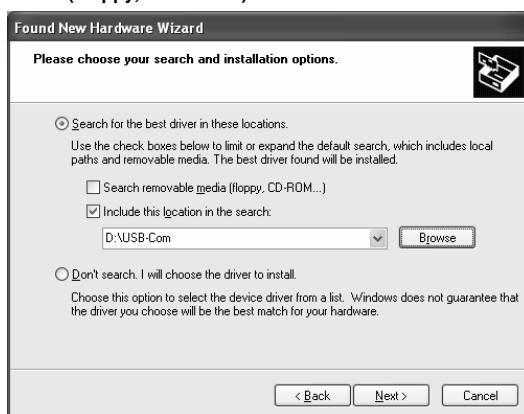 Found New Hardware Wizard
Please choose your search and installation options.
Search for the best driver in these locations.
Use the check boxes below to limit or expand the default search, which includes local
paths and removable media. The best driver found will be installed.
Search removable media (floppy, CD-ROM...)
Include this location in the search:
D:\USB-Com
Browse
Don't search. I will choose the driver to install.
Choose this option to select the device driver from a list. Windows does not guarantee that
the driver you choose will be the best match for your hardware.
< Back
Next >
Cancel